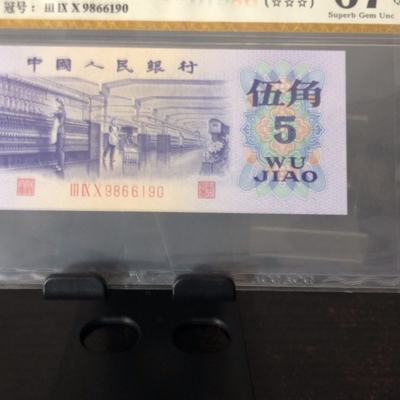 冠号: III IX X 9866190
(☆☆☆)
67
Superb Gem Unc
中國人民銀行
伍角
5
WU
JIAO
III IX X 9866190